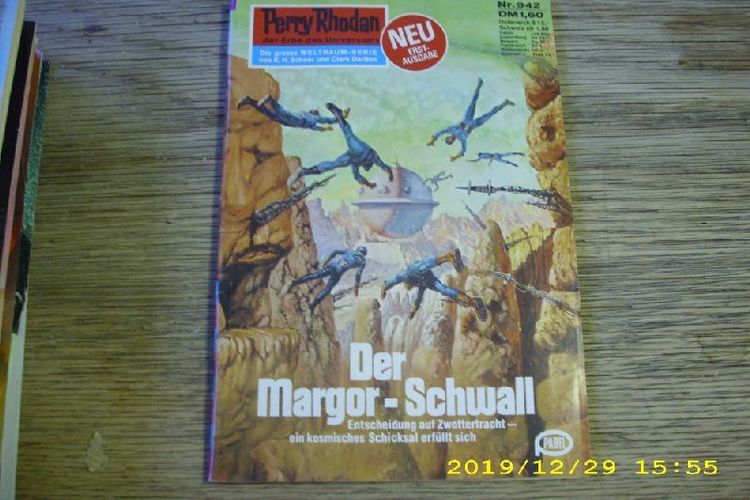 Perry Rhodan
der Erbe des Universums
Die grosse WELTRAUM-SERIE
von K. H. Scheer und Clark Darlton
NEU
ERST-
AUSGABE
Nr. 942
DM 1,60
Der
Margor-Schwall
Entscheidung auf Zwottertracht —
ein kosmisches Schicksal erfüllt sich
PABEL
2019/12/29 15:55